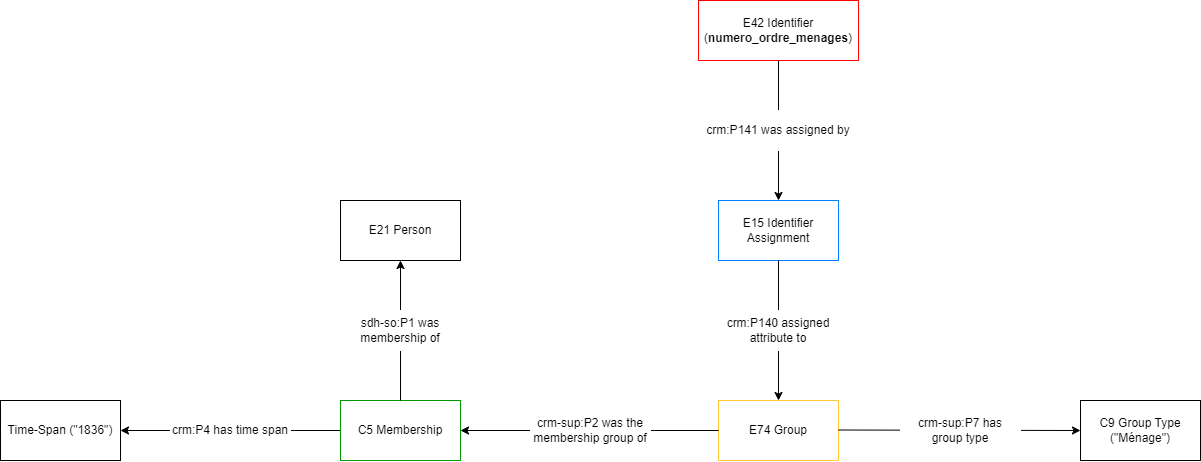 E42 Identifier
(numero_ordre_menages)
crm:P141 was assigned by
E21 Person
E15 Identifier
Assignment
sdh-so:P1 was
membership of
crm:P140 assigned
attribute to
Time-Span ("1836")
crm:P4 has time span
C5 Membership
crm-sup:P2 was the
membership group of
E74 Group
crm-sup:P7 has
group type
C9 Group Type
("Ménage")